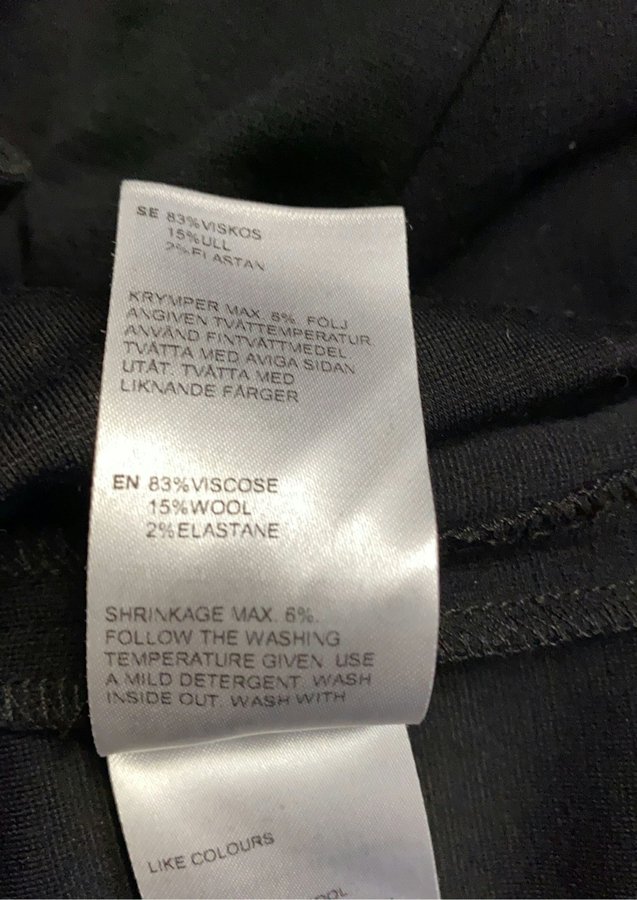 SE 83%VISKOS
15%ULL
2%ELASTAN
KRYMPER MAX. 6%. FÖLJ
ANGIVEN TVÄTTEMPERATUR.
ANVÄND FINTVÄTTMEDEL.
TVÄTTA MED AVIGA SIDAN
UTÅT. TVÄTTA MED
LIKNANDE FÄRGER
EN 83%VISCOSE
15%WOOL
2%ELASTANE
SHRINKAGE MAX. 6%.
FOLLOW THE WASHING
TEMPERATURE GIVEN. USE
A MILD DETERGENT. WASH
INSIDE OUT. WASH WITH
LIKE COLOURS